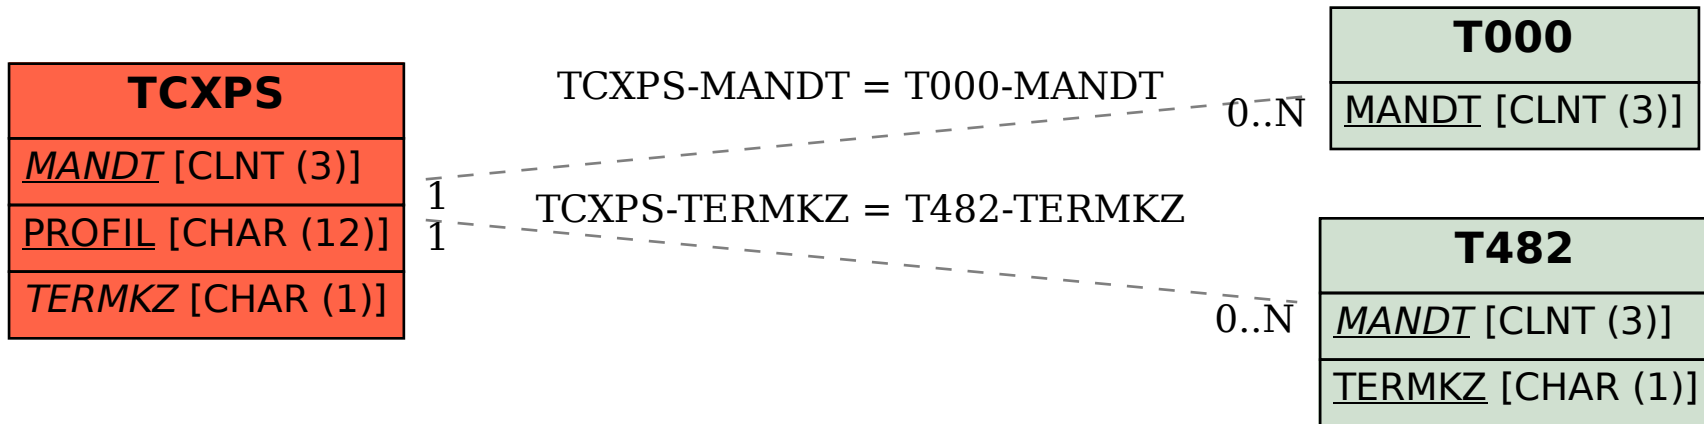 TCXPS
MANDT [CLNT (3)]
PROFIL [CHAR (12)]
TERMKZ [CHAR (1)]
TCXPS-MANDT = T000-MANDT
0..N
1
TCXPS-TERMKZ = T482-TERMKZ
1
0..N
T000
MANDT [CLNT (3)]
T482
MANDT [CLNT (3)]
TERMKZ [CHAR (1)]